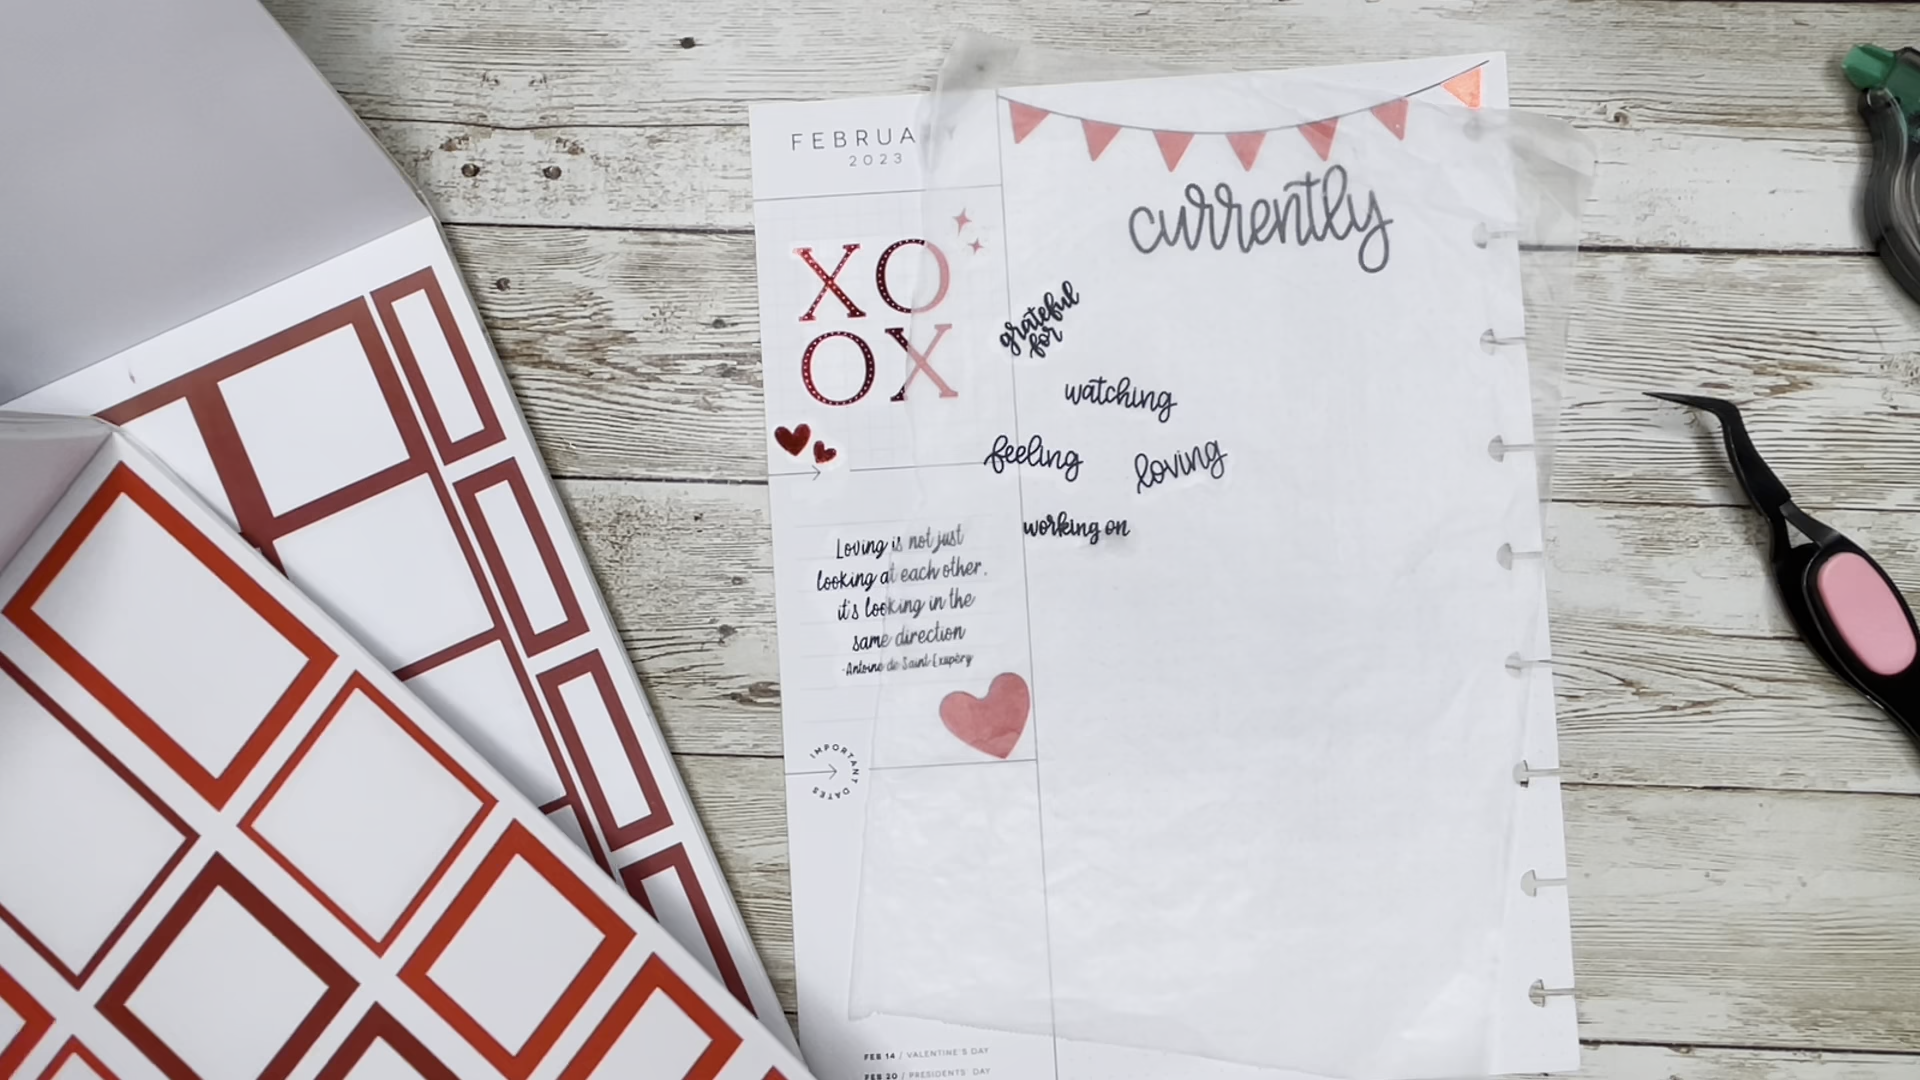 FEBRUARY
2023
currently
XO
OX
grateful
for
watching
feeling
loving
working on
Loving is not just
looking at each other,
it's looking in the
same direction
-Antoine de Saint Exupéry
IMPORTANT DATES
FEB 14 / VALENTINE'S DAY
FEB 20 / PRESIDENTS' DAY